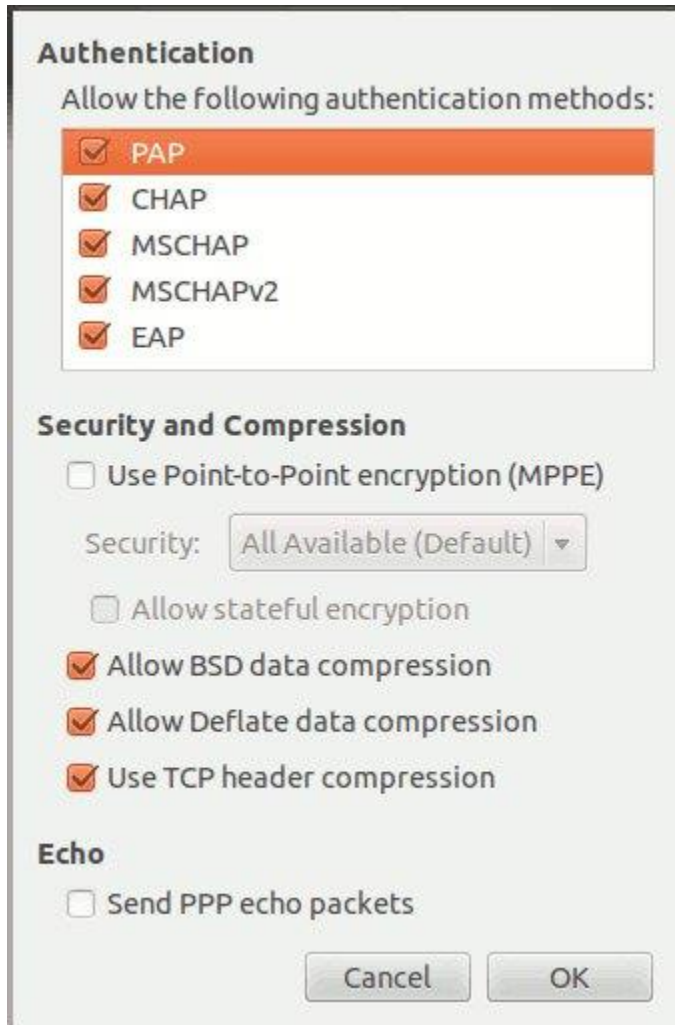 Authentication
Allow the following authentication methods:
PAP
CHAP
MSCHAP
MSCHAPv2
EAP
Security and Compression
Use Point-to-Point encryption (MPPE)
Security: All Available (Default)
Allow stateful encryption
Allow BSD data compression
Allow Deflate data compression
Use TCP header compression
Echo
Send PPP echo packets
Cancel OK